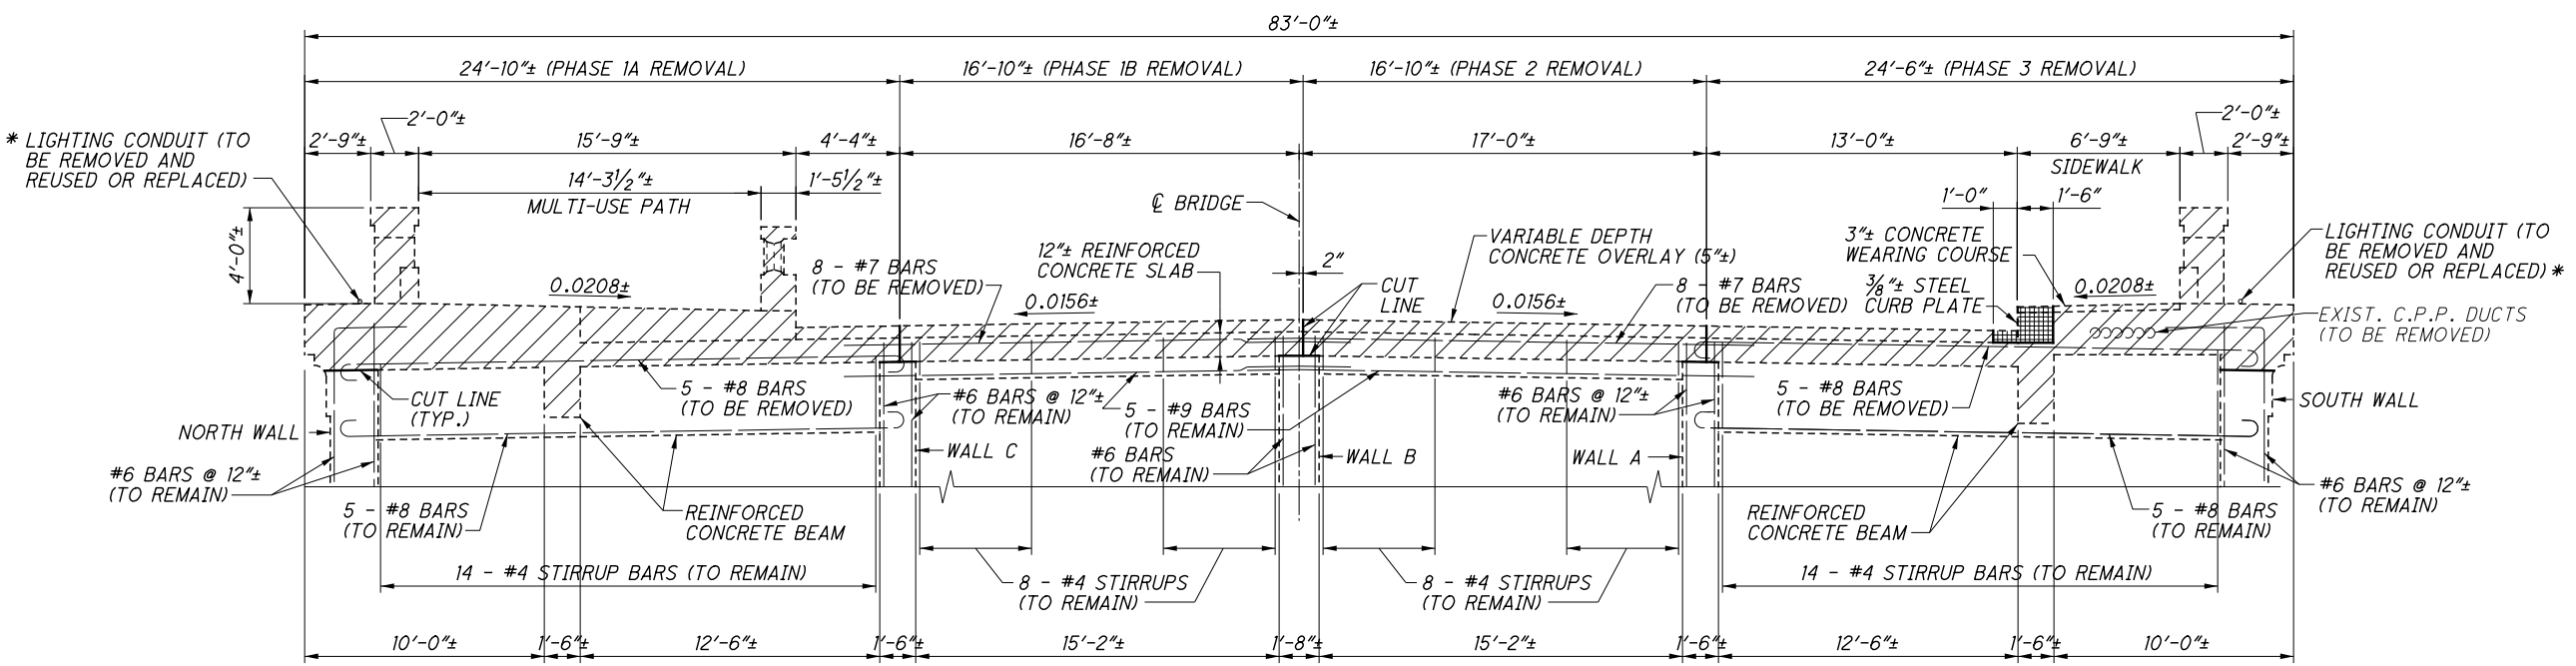 83'-0"±
24'-10"± (PHASE 1A REMOVAL)
16'-10"± (PHASE 1B REMOVAL)
16'-10"± (PHASE 2 REMOVAL)
24'-6"± (PHASE 3 REMOVAL)
2'-0"±
2'-0"±
* LIGHTING CONDUIT (TO
BE REMOVED AND
REUSED OR REPLACED)
2'-9"±
15'-9"±
4'-4"±
16'-8"±
17'-0"±
13'-0"±
6'-9"±
SIDEWALK
2'-9"±
14'-3½"±
MULTI-USE PATH
1'-5½"±
℄ BRIDGE
1'-0"
1'-6"
4'-0"±
LIGHTING CONDUIT (TO
BE REMOVED AND
REUSED OR REPLACED) *
12"± REINFORCED
CONCRETE SLAB
2"
VARIABLE DEPTH
CONCRETE OVERLAY (5"±)
3"± CONCRETE
WEARING COURSE
8 - #7 BARS
(TO BE REMOVED)
CUT
LINE
8 - #7 BARS
(TO BE REMOVED)
⅜"± STEEL
CURB PLATE
0.0208±
0.0156±
0.0156±
0.0208±
EXIST. C.P.P. DUCTS
(TO BE REMOVED)
CUT LINE
(TYP.)
5 - #8 BARS
(TO BE REMOVED)
#6 BARS @ 12"±
(TO REMAIN)
5 - #9 BARS
(TO REMAIN)
#6 BARS @ 12"±
(TO REMAIN)
5 - #8 BARS
(TO BE REMOVED)
SOUTH WALL
NORTH WALL
WALL C
#6 BARS
(TO REMAIN)
WALL B
WALL A
#6 BARS @ 12"±
(TO REMAIN)
#6 BARS @ 12"±
(TO REMAIN)
5 - #8 BARS
(TO REMAIN)
REINFORCED
CONCRETE BEAM
REINFORCED
CONCRETE BEAM
5 - #8 BARS
(TO REMAIN)
14 - #4 STIRRUP BARS (TO REMAIN)
8 - #4 STIRRUPS
(TO REMAIN)
8 - #4 STIRRUPS
(TO REMAIN)
14 - #4 STIRRUP BARS (TO REMAIN)
10'-0"±
1'-6"±
12'-6"±
1'-6"±
15'-2"±
1'-8"±
15'-2"±
1'-6"±
12'-6"±
1'-6"±
10'-0"±